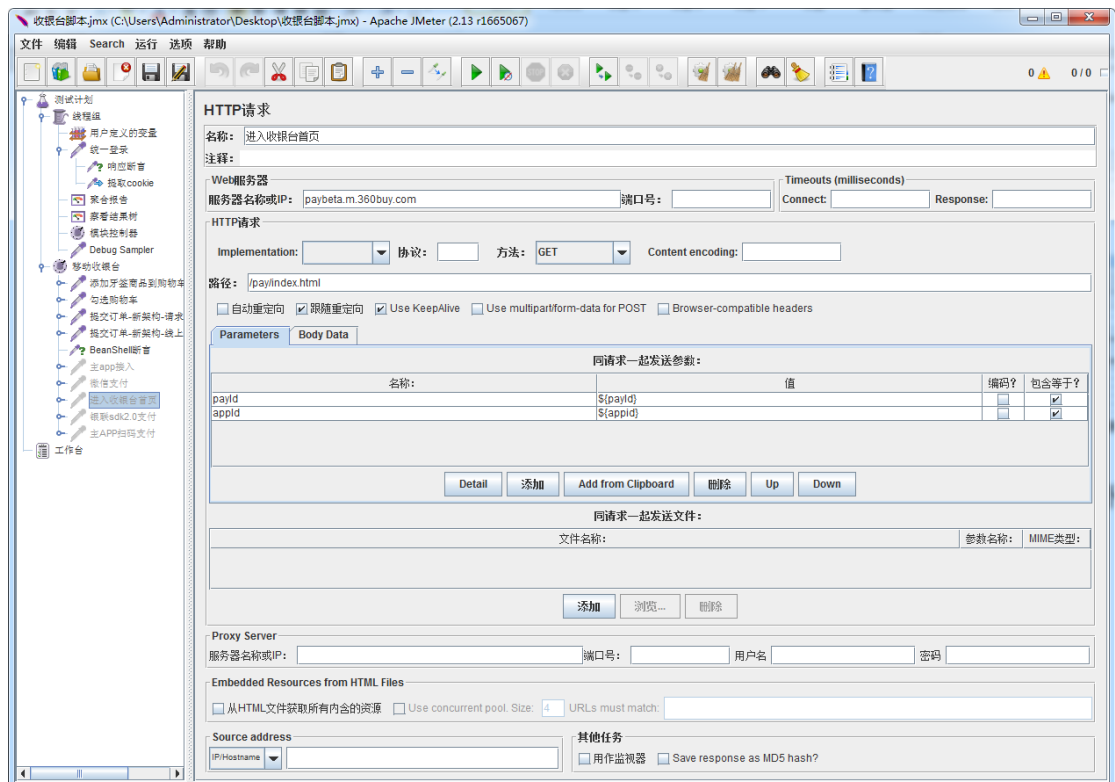 收银台脚本.jmx (C:\Users\Administrator\Desktop\收银台脚本.jmx) - Apache JMeter (2.13 r1665067)
文件 编辑 Search 运行 选项 帮助
0 0/0
测试计划
线程组
用户定义的变量
统一登录
响应断言
提取cookie
聚合报告
察看结果树
模块控制器
Debug Sampler
移动收银台
添加牙签商品到购物车
勾选购物车
提交订单-新架构-请求
提交订单-新架构-线上
BeanShell断言
主app接入
微信支付
进入收银台首页
银联sdk2.0支付
主APP扫码支付
工作台
HTTP请求
名称: 进入收银台首页
注释:
Web服务器
服务器名称或IP: paybeta.m.360buy.com 端口号:
Timeouts (milliseconds)
Connect: Response:
HTTP请求
Implementation: 协议: 方法: GET Content encoding:
路径: /pay/index.html
自动重定向 跟随重定向 Use KeepAlive Use multipart/form-data for POST Browser-compatible headers
Parameters Body Data
同请求一起发送参数:
名称: 值 编码? 包含等于?
payId ${payId}
appId ${appid}
Detail 添加 Add from Clipboard 删除 Up Down
同请求一起发送文件:
文件名称: 参数名称: MIME类型:
添加 浏览... 删除
Proxy Server
服务器名称或IP: 端口号: 用户名 密码
Embedded Resources from HTML Files
从HTML文件获取所有内含的资源 Use concurrent pool. Size: 4 URLs must match:
Source address
IP/Hostname
其他任务
用作监视器 Save response as MD5 hash?